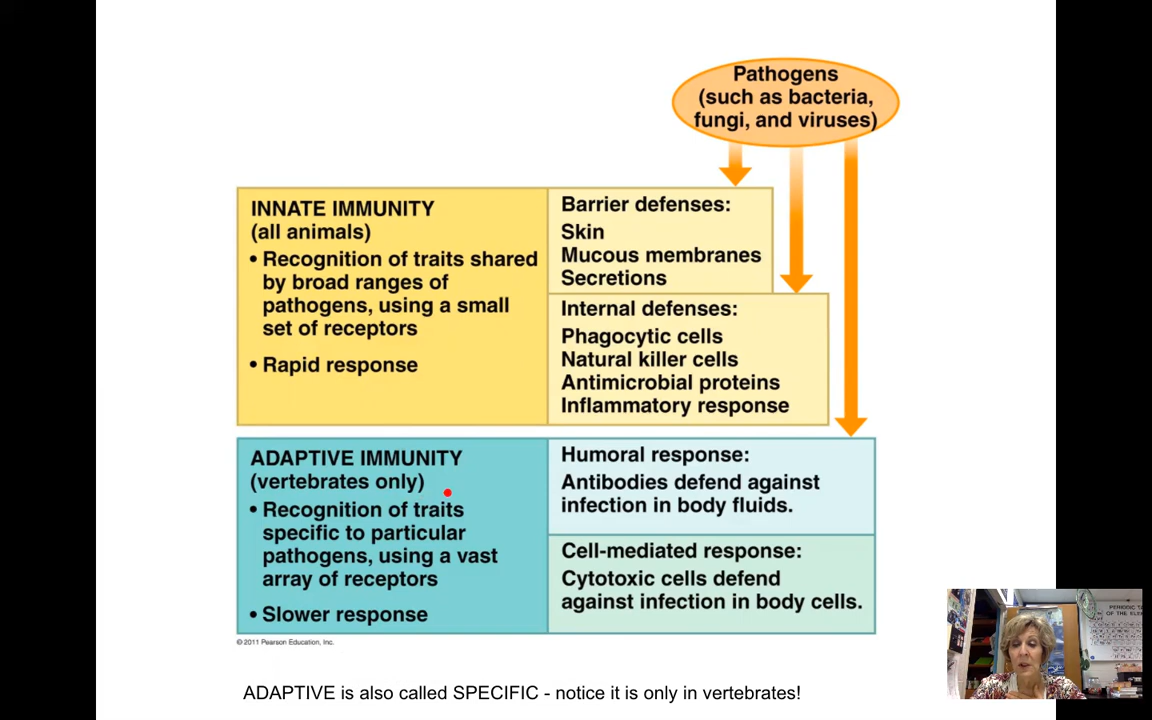 Pathogens
(such as bacteria,
fungi, and viruses)
INNATE IMMUNITY
(all animals)
• Recognition of traits shared
by broad ranges of
pathogens, using a small
set of receptors
• Rapid response
Barrier defenses:
Skin
Mucous membranes
Secretions
Internal defenses:
Phagocytic cells
Natural killer cells
Antimicrobial proteins
Inflammatory response
ADAPTIVE IMMUNITY
(vertebrates only)
• Recognition of traits
specific to particular
pathogens, using a vast
array of receptors
• Slower response
Humoral response:
Antibodies defend against
infection in body fluids.
Cell-mediated response:
Cytotoxic cells defend
against infection in body cells.
© 2011 Pearson Education, Inc.
ADAPTIVE is also called SPECIFIC - notice it is only in vertebrates!
PERIODIC
OF THE